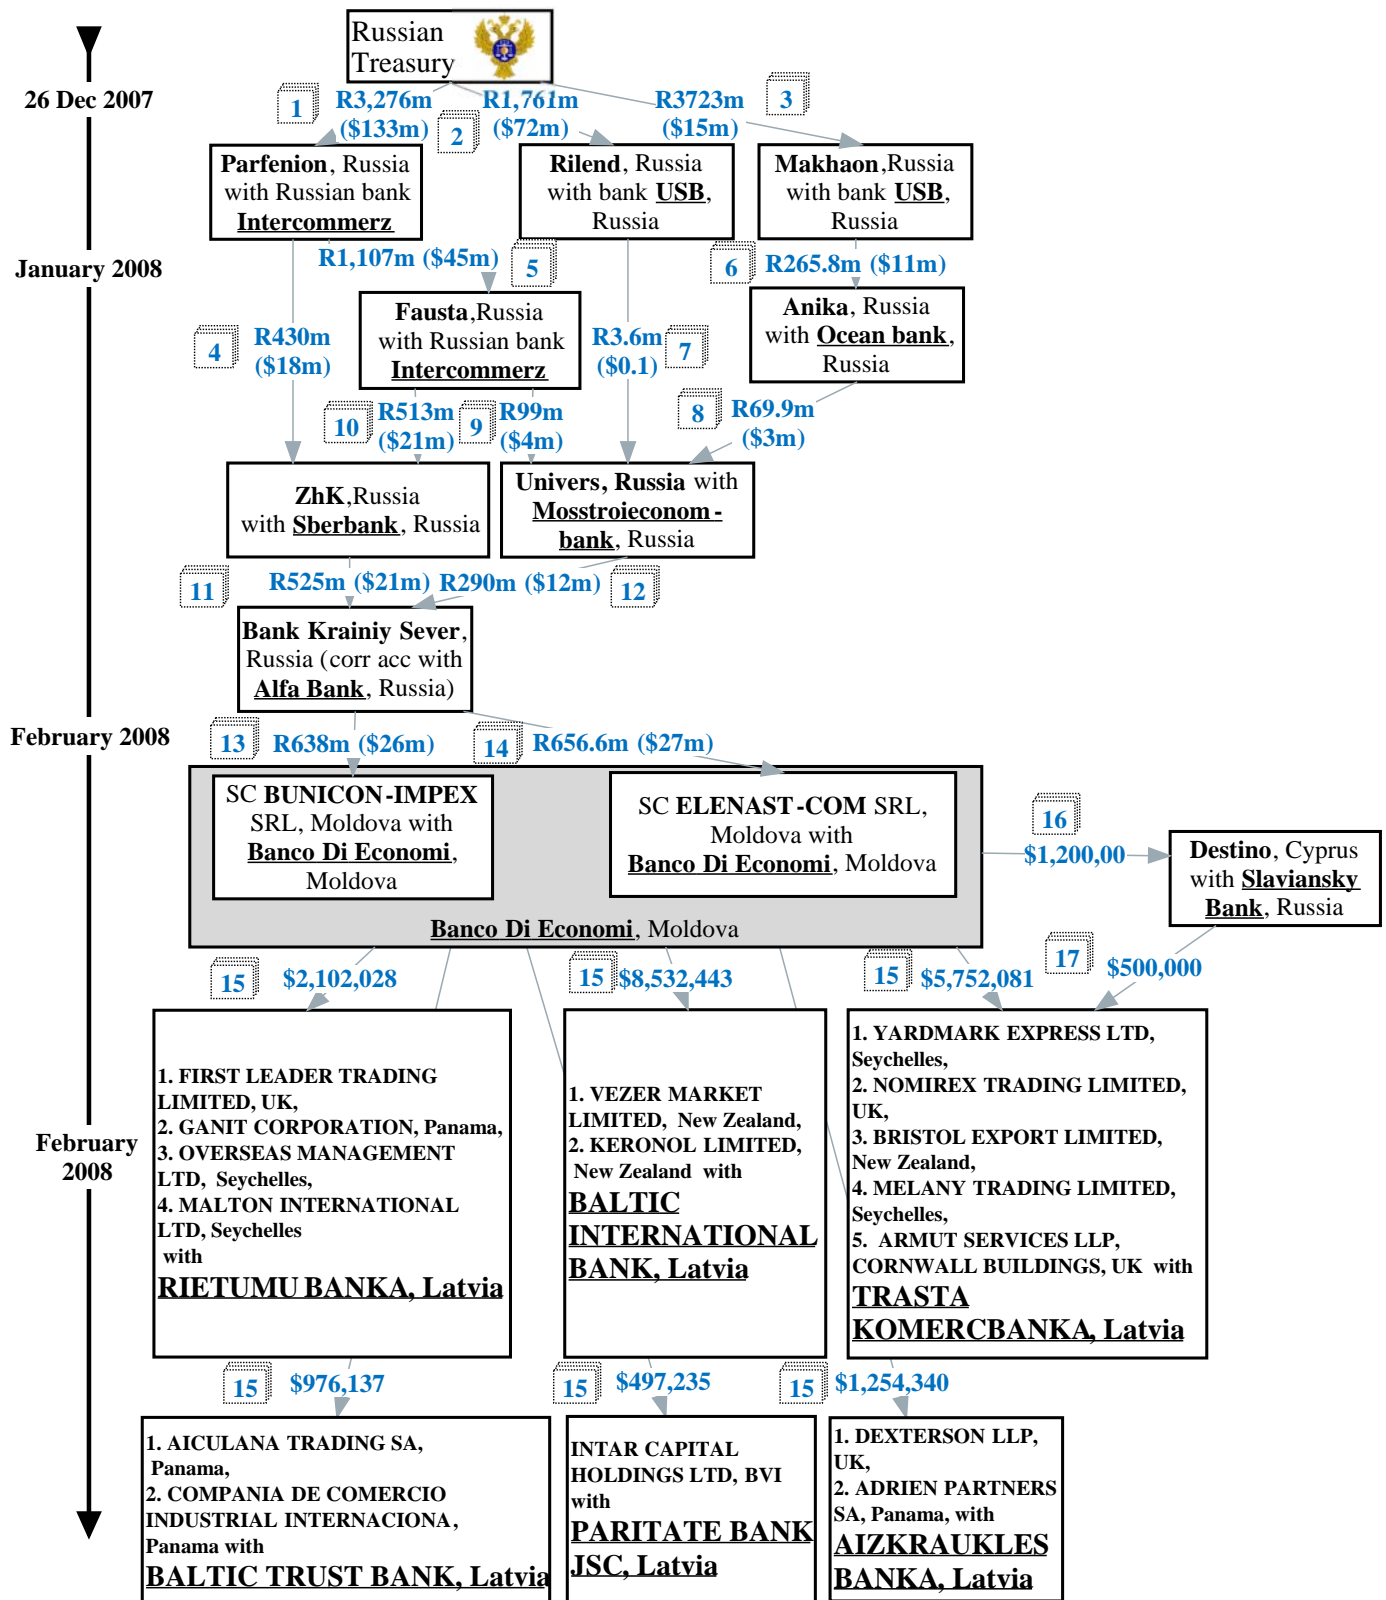 Russian
Treasury
26 Dec 2007
1
R3,276m
($133m)
2
R1,761m
($72m)
R3723m
($15m)
3
Parfenion, Russia
with Russian bank
Intercommerz
Rilend, Russia
with bank USB,
Russia
Makhaon,Russia
with bank USB,
Russia
January 2008
R1,107m ($45m)
5
6
R265.8m ($11m)
4
R430m
($18m)
Fausta,Russia
with Russian bank
Intercommerz
R3.6m
($0.1)
7
Anika, Russia
with Ocean bank,
Russia
10
R513m
($21m)
9
R99m
($4m)
8
R69.9m
($3m)
ZhK,Russia
with Sberbank, Russia
Univers, Russia with
Mosstroieconom-
bank, Russia
11
R525m ($21m)
R290m ($12m)
12
Bank Krainiy Sever,
Russia (corr acc with
Alfa Bank, Russia)
February 2008
13
R638m ($26m)
14
R656.6m ($27m)
SC BUNICON-IMPEX
SRL, Moldova with
Banco Di Economi,
Moldova
SC ELENAST-COM SRL,
Moldova with
Banco Di Economi, Moldova
Banco Di Economi, Moldova
16
$1,200,00
Destino, Cyprus
with Slaviansky
Bank, Russia
15
$2,102,028
15
$8,532,443
15
$5,752,081
17
$500,000
February
2008
1. FIRST LEADER TRADING
LIMITED, UK,
2. GANIT CORPORATION, Panama,
3. OVERSEAS MANAGEMENT
LTD, Seychelles,
4. MALTON INTERNATIONAL
LTD, Seychelles
with
RIETUMU BANKA, Latvia
1. VEZER MARKET
LIMITED, New Zealand,
2. KERONOL LIMITED,
New Zealand with
BALTIC
INTERNATIONAL
BANK, Latvia
1. YARDMARK EXPRESS LTD,
Seychelles,
2. NOMIREX TRADING LIMITED,
UK,
3. BRISTOL EXPORT LIMITED,
New Zealand,
4. MELANY TRADING LIMITED,
Seychelles,
5. ARMUT SERVICES LLP,
CORNWALL BUILDINGS, UK with
TRASTA
KOMERCBANKA, Latvia
15
$976,137
15
$497,235
15
$1,254,340
1. AICULANA TRADING SA,
Panama,
2. COMPANIA DE COMERCIO
INDUSTRIAL INTERNACIONA,
Panama with
BALTIC TRUST BANK, Latvia
INTAR CAPITAL
HOLDINGS LTD, BVI
with
PARITATE BANK
JSC, Latvia
1. DEXTERSON LLP,
UK,
2. ADRIEN PARTNERS
SA, Panama, with
AIZKRAUKLES
BANKA, Latvia